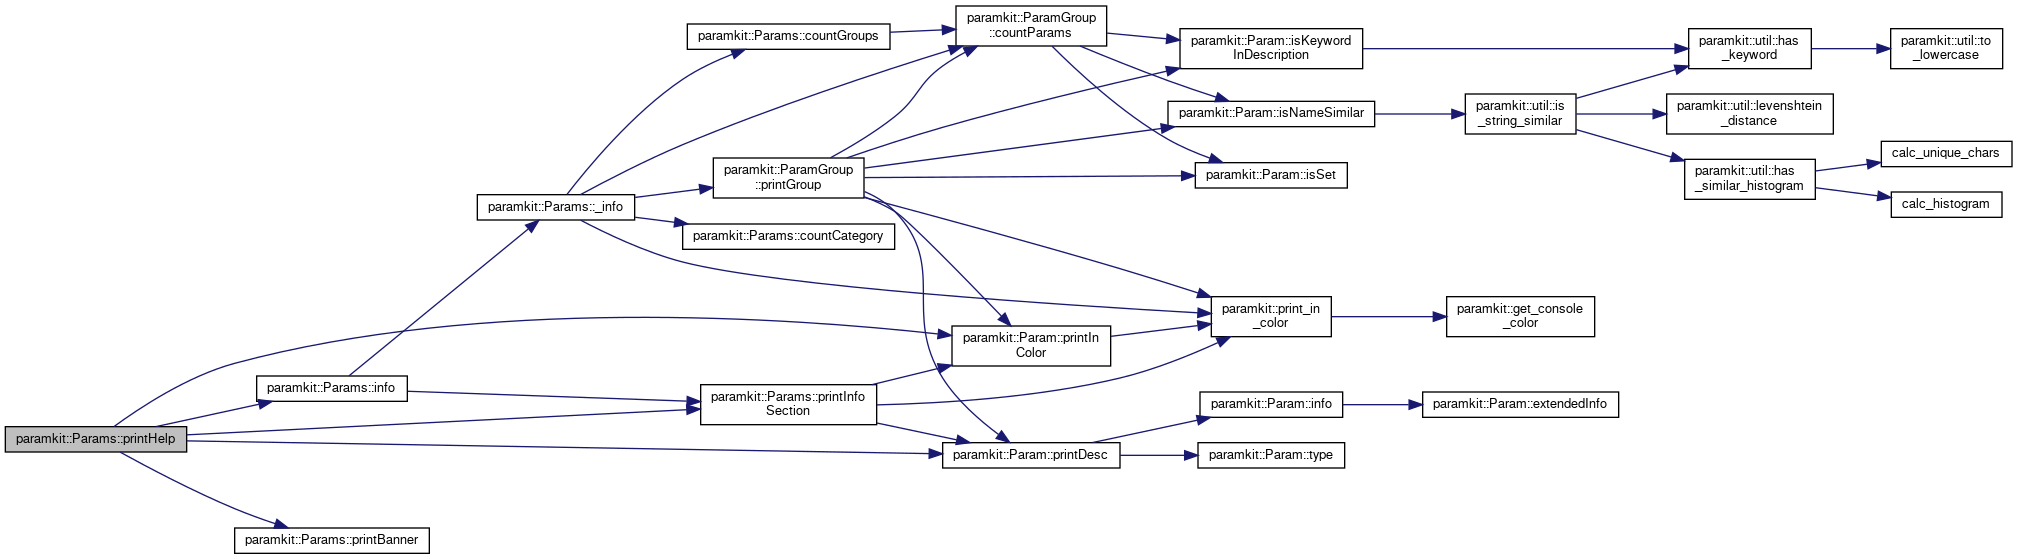 paramkit::Params::printHelp
paramkit::Params::info
paramkit::Params::printBanner
paramkit::Params::_info
paramkit::Params::countGroups
paramkit::ParamGroup
::printGroup
paramkit::Params::countCategory
paramkit::Params::printInfo
Section
paramkit::ParamGroup
::countParams
paramkit::Param::printIn
Color
paramkit::Param::printDesc
paramkit::Param::isKeyword
InDescription
paramkit::Param::isNameSimilar
paramkit::Param::isSet
paramkit::print_in
_color
paramkit::Param::info
paramkit::Param::type
paramkit::util::is
_string_similar
paramkit::get_console
_color
paramkit::Param::extendedInfo
paramkit::util::has
_keyword
paramkit::util::levenshtein
_distance
paramkit::util::has
_similar_histogram
paramkit::util::to
_lowercase
calc_unique_chars
calc_histogram